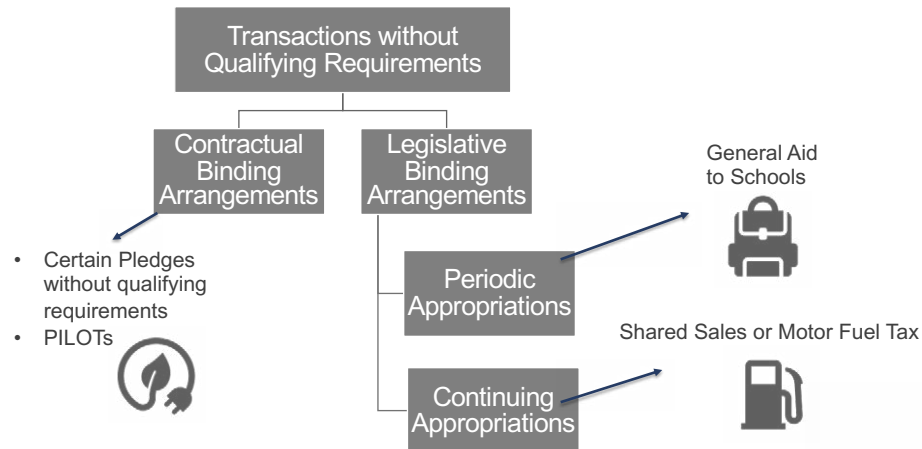 Transactions without
Qualifying Requirements
Contractual
Binding
Arrangements
Legislative
Binding
Arrangements
General Aid
to Schools
• Certain Pledges
without qualifying
requirements
• PILOTs
Periodic
Appropriations
Shared Sales or Motor Fuel Tax
Continuing
Appropriations